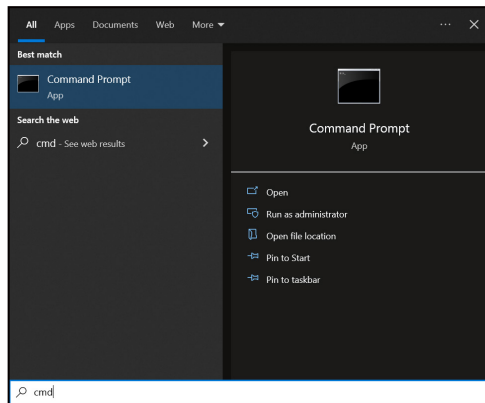 All Apps Documents Web More
Best match
Command Prompt
App
Search the web
cmd - See web results
Command Prompt
App
Open
Run as administrator
Open file location
Pin to Start
Pin to taskbar
cmd